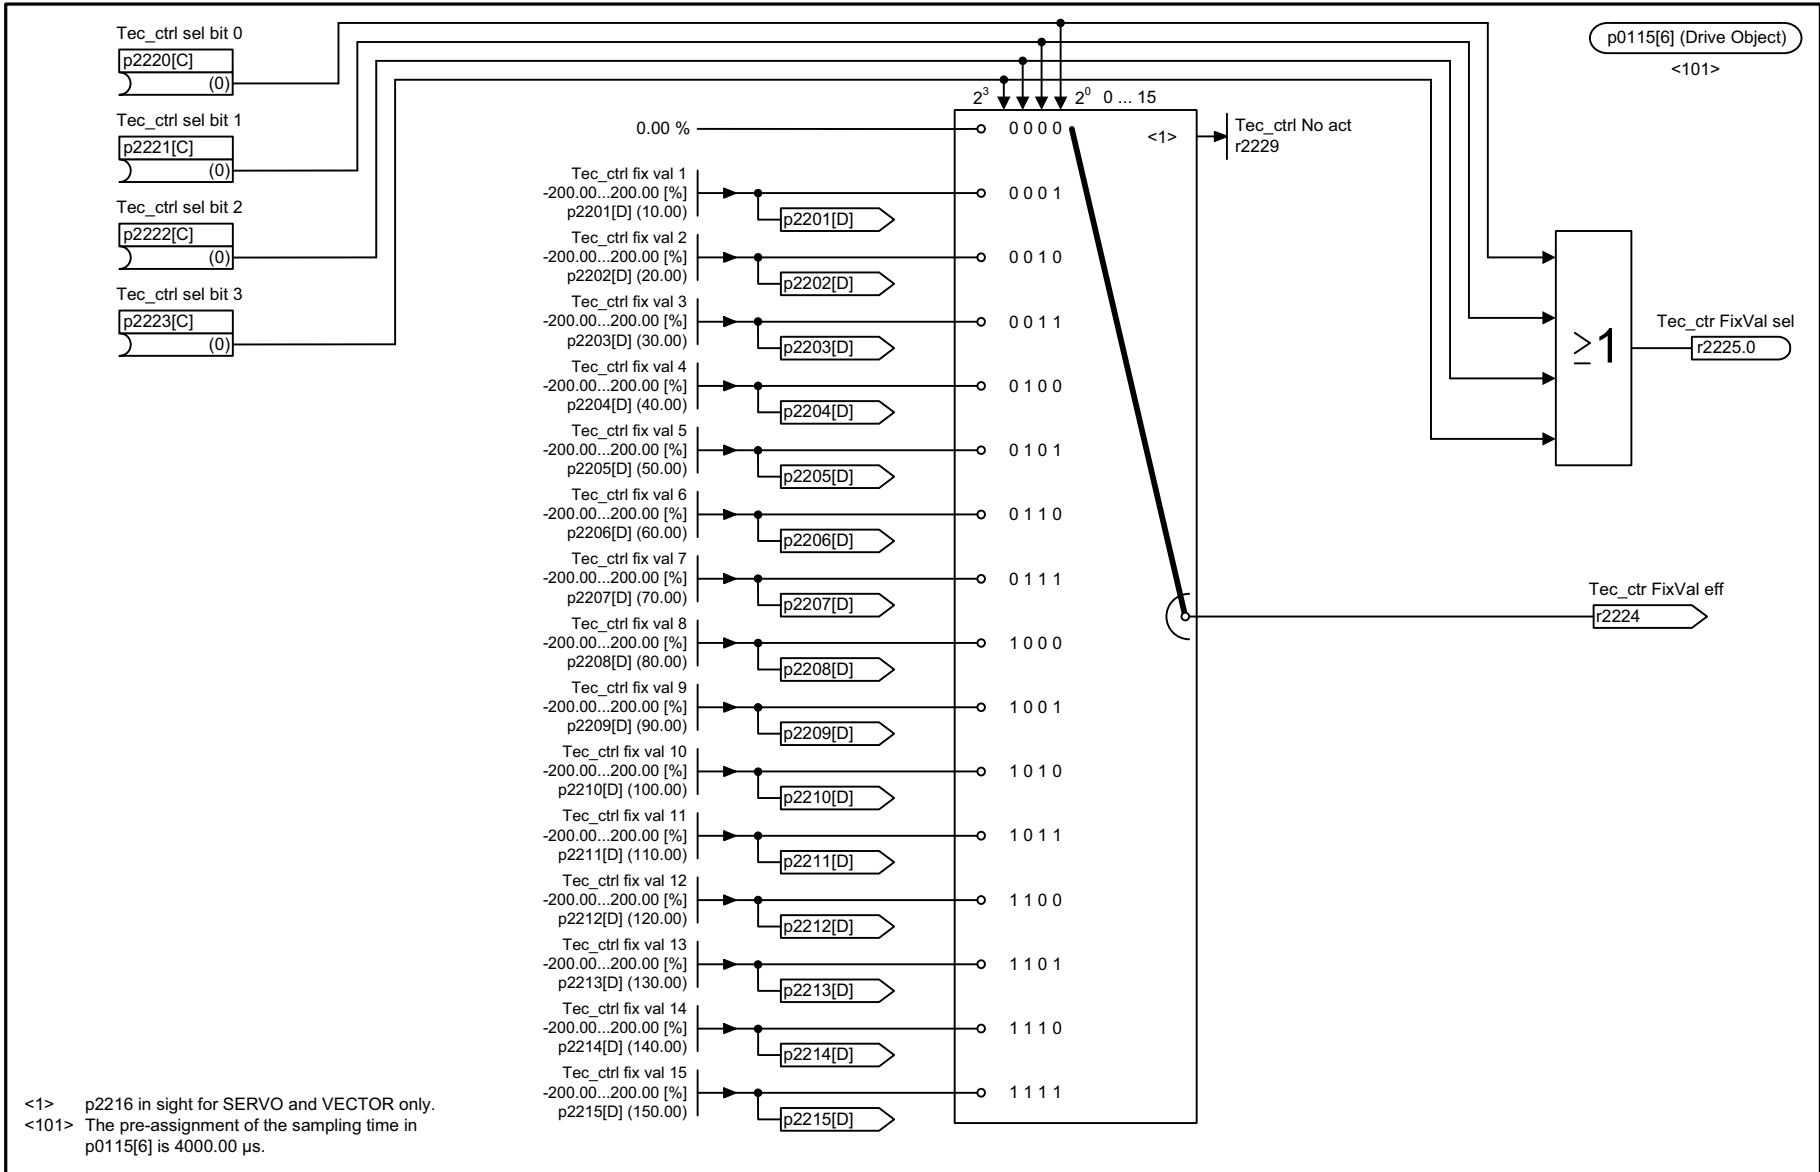 Tec_ctrl sel bit 0
p2220[C]
(0)
Tec_ctrl sel bit 1
p2221[C]
(0)
Tec_ctrl sel bit 2
p2222[C]
(0)
Tec_ctrl sel bit 3
p2223[C]
(0)
p0115[6] (Drive Object)
<101>
2³ 2⁰ 0 ... 15
0.00 % 0 0 0 0
<1>
Tec_ctrl No act
r2229
Tec_ctrl fix val 1
-200.00...200.00 [%] 0 0 0 1
p2201[D] (10.00)
p2201[D]
Tec_ctrl fix val 2
-200.00...200.00 [%] 0 0 1 0
p2202[D] (20.00)
p2202[D]
Tec_ctrl fix val 3
-200.00...200.00 [%] 0 0 1 1
p2203[D] (30.00)
p2203[D]
Tec_ctrl fix val 4
-200.00...200.00 [%] 0 1 0 0
p2204[D] (40.00)
p2204[D]
Tec_ctrl fix val 5
-200.00...200.00 [%] 0 1 0 1
p2205[D] (50.00)
p2205[D]
Tec_ctrl fix val 6
-200.00...200.00 [%] 0 1 1 0
p2206[D] (60.00)
p2206[D]
Tec_ctrl fix val 7
-200.00...200.00 [%] 0 1 1 1
p2207[D] (70.00)
p2207[D]
Tec_ctrl fix val 8
-200.00...200.00 [%] 1 0 0 0
p2208[D] (80.00)
p2208[D]
Tec_ctrl fix val 9
-200.00...200.00 [%] 1 0 0 1
p2209[D] (90.00)
p2209[D]
Tec_ctrl fix val 10
-200.00...200.00 [%] 1 0 1 0
p2210[D] (100.00)
p2210[D]
Tec_ctrl fix val 11
-200.00...200.00 [%] 1 0 1 1
p2211[D] (110.00)
p2211[D]
Tec_ctrl fix val 12
-200.00...200.00 [%] 1 1 0 0
p2212[D] (120.00)
p2212[D]
Tec_ctrl fix val 13
-200.00...200.00 [%] 1 1 0 1
p2213[D] (130.00)
p2213[D]
Tec_ctrl fix val 14
-200.00...200.00 [%] 1 1 1 0
p2214[D] (140.00)
p2214[D]
Tec_ctrl fix val 15
-200.00...200.00 [%] 1 1 1 1
p2215[D] (150.00)
p2215[D]
≥1
Tec_ctr FixVal sel
r2225.0
Tec_ctr FixVal eff
r2224
<1> p2216 in sight for SERVO and VECTOR only.
<101> The pre-assignment of the sampling time in
p0115[6] is 4000.00 µs.